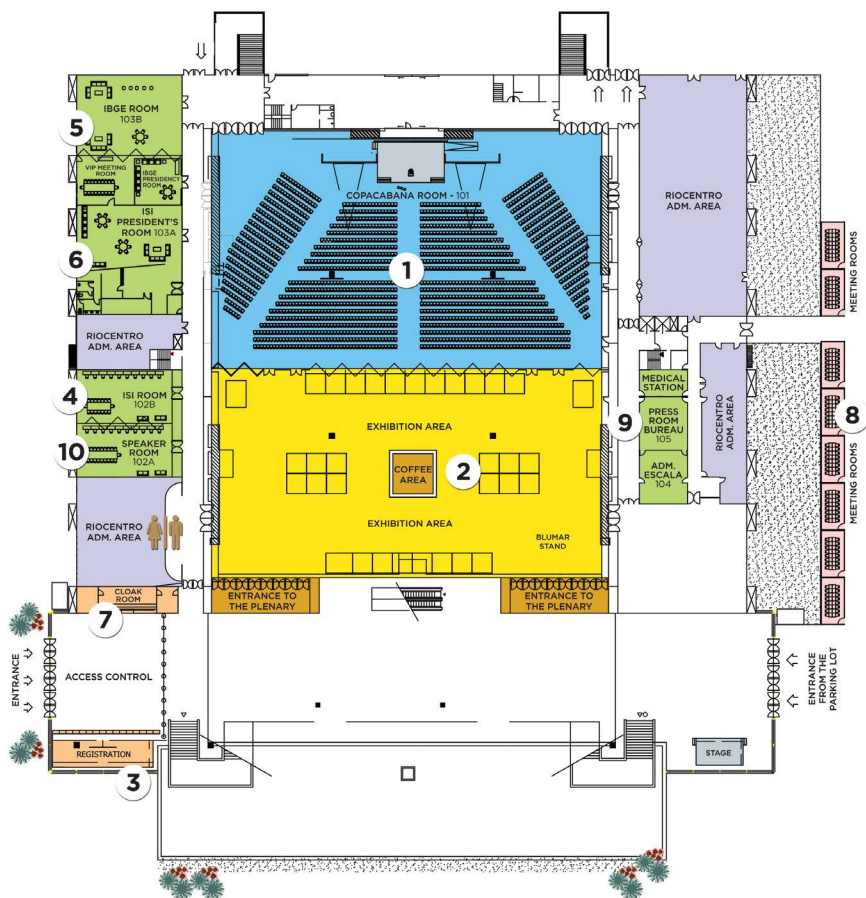 5
IBGE ROOM
103B
VIP MEETING
ROOM
IBGE
PRESIDENCY
ROOM
ISI
PRESIDENT'S
ROOM 103A
6
RIOCENTRO
ADM. AREA
4
ISI ROOM
102B
10
SPEAKER
ROOM
102A
RIOCENTRO
ADM. AREA
CLOAK
ROOM
7
ENTRANCE
ACCESS CONTROL
REGISTRATION
3
COPACABANA ROOM - 101
1
EXHIBITION AREA
COFFEE
AREA
2
EXHIBITION AREA
BLUMAR
STAND
ENTRANCE TO
THE PLENARY
ENTRANCE TO
THE PLENARY
RIOCENTRO
ADM. AREA
MEETING ROOMS
MEDICAL
STATION
9
PRESS
ROOM
BUREAU
105
ADM.
ESCALA
104
RIOCENTRO
ADM. AREA
8
MEETING ROOMS
ENTRANCE
FROM THE
PARKING LOT
STAGE